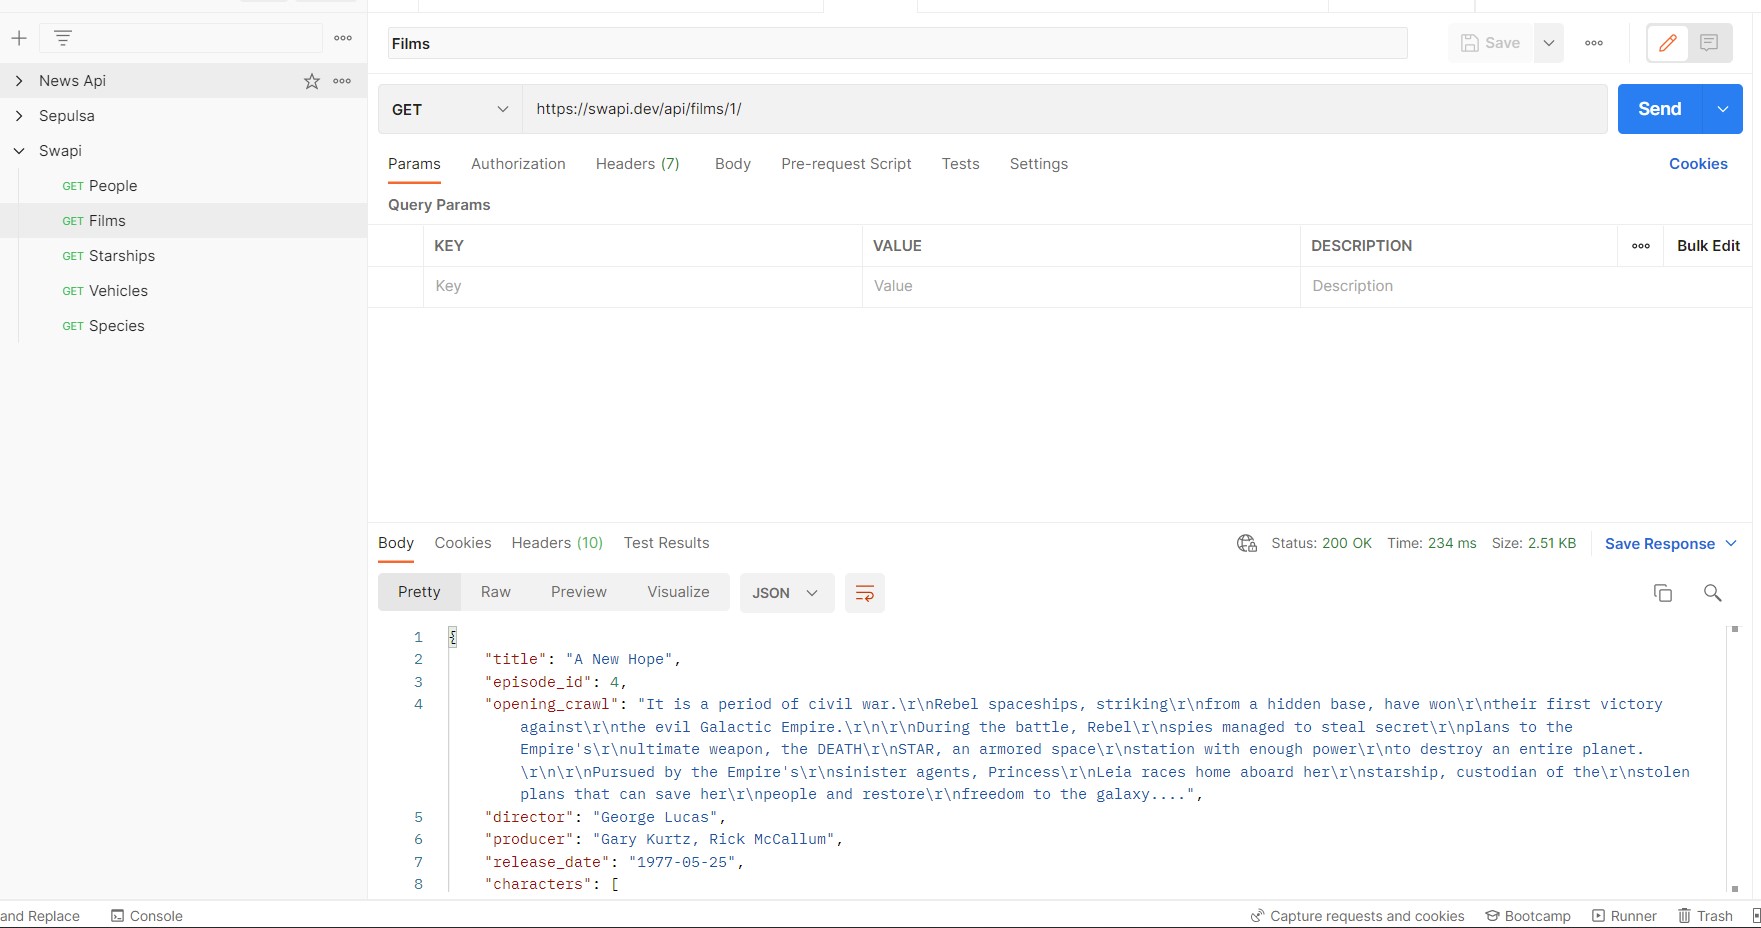 Films
Save
News Api
Sepulsa
Swapi
GET People
GET Films
GET Starships
GET Vehicles
GET Species
GET https://swapi.dev/api/films/1/ Send
Params Authorization Headers (7) Body Pre-request Script Tests Settings Cookies
Query Params
KEY VALUE DESCRIPTION Bulk Edit
Key Value Description
Body Cookies Headers (10) Test Results Status: 200 OK Time: 234 ms Size: 2.51 KB Save Response
Pretty Raw Preview Visualize JSON
1 {
2 "title": "A New Hope",
3 "episode_id": 4,
4 "opening_crawl": "It is a period of civil war.\r\nRebel spaceships, striking\r\nfrom a hidden base, have won\r\ntheir first victory
against\r\nthe evil Galactic Empire.\r\n\r\nDuring the battle, Rebel\r\nspies managed to steal secret\r\nplans to the
Empire's\r\nultimate weapon, the DEATH\r\nSTAR, an armored space\r\nstation with enough power\r\nto destroy an entire planet.
\r\n\r\nPursued by the Empire's\r\nsinister agents, Princess\r\nLeia races home aboard her\r\nstarship, custodian of the\r\nstolen
plans that can save her\r\npeople and restore\r\nfreedom to the galaxy....",
5 "director": "George Lucas",
6 "producer": "Gary Kurtz, Rick McCallum",
7 "release_date": "1977-05-25",
8 "characters": [
and Replace Console Capture requests and cookies Bootcamp Runner Trash